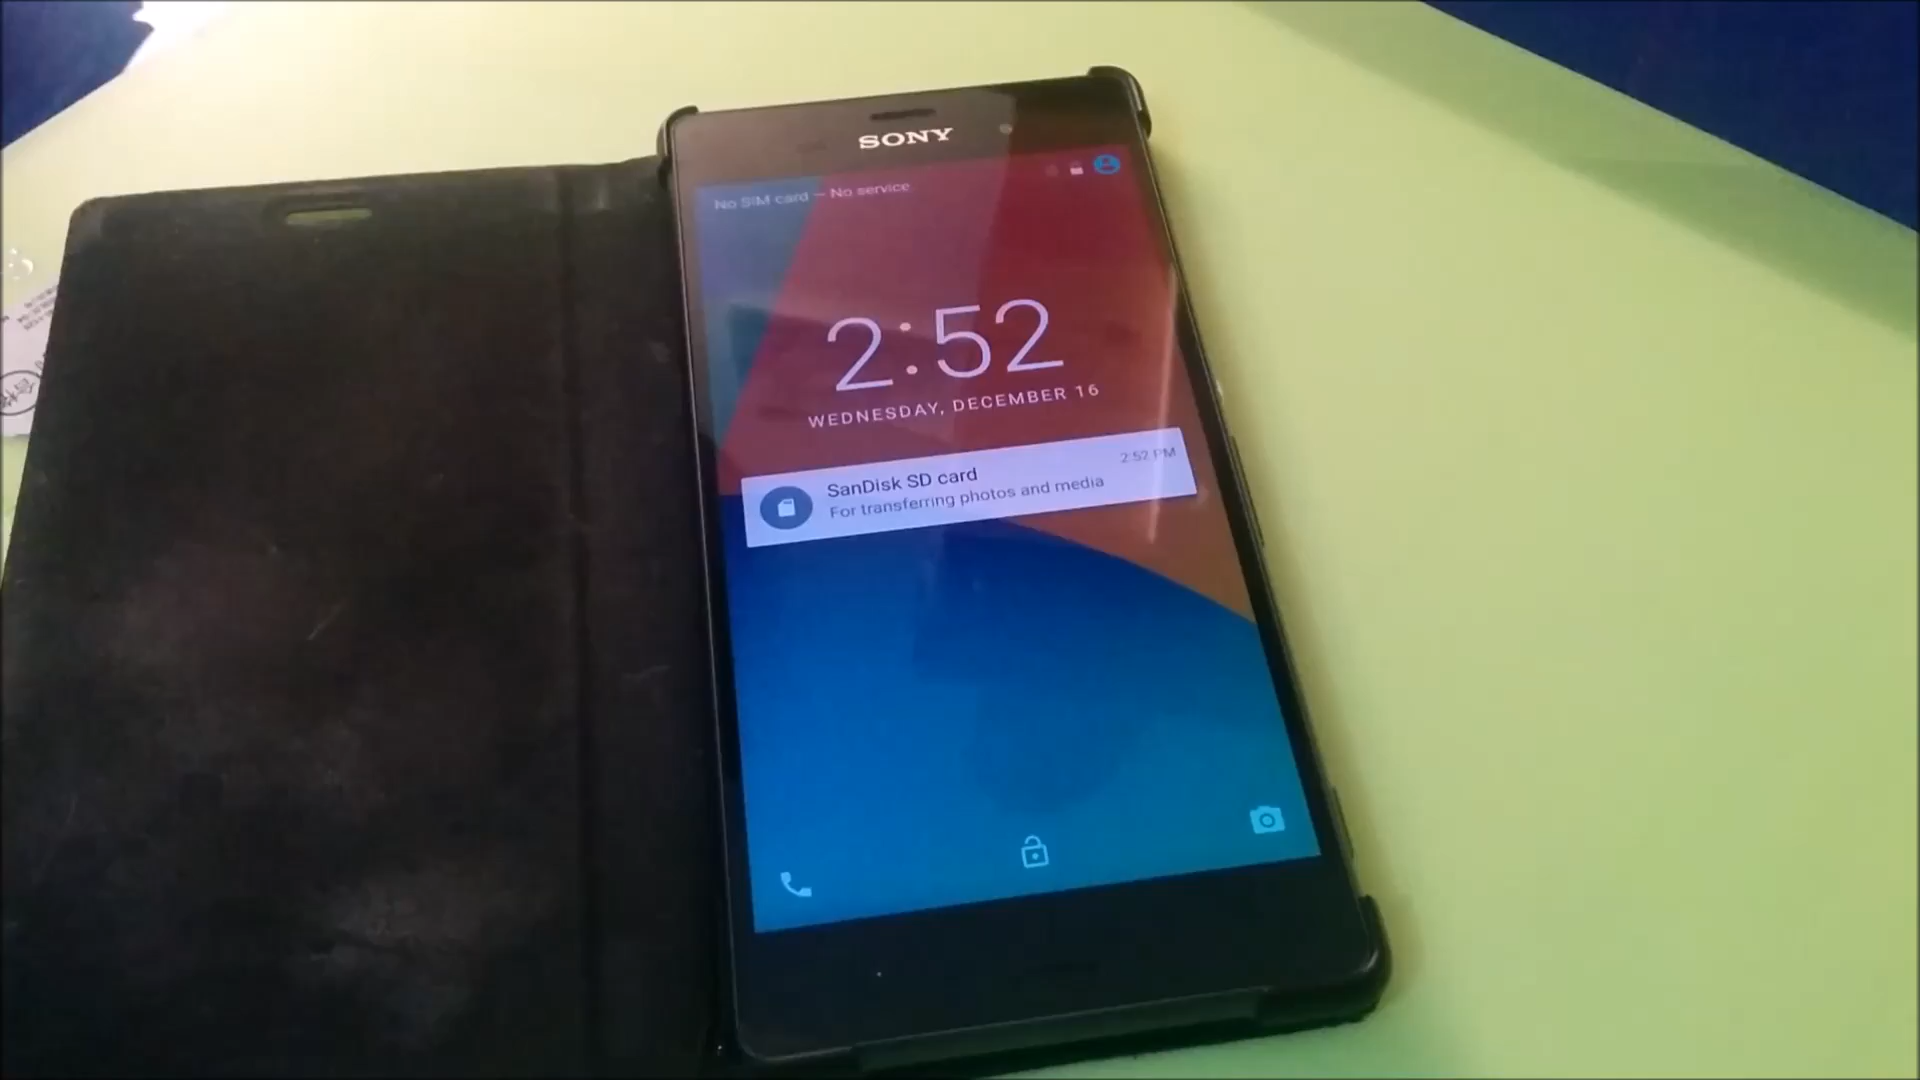 SONY
No SIM card — No service
2:52
WEDNESDAY, DECEMBER 16
SanDisk SD card
2:52 PM
For transferring photos and media